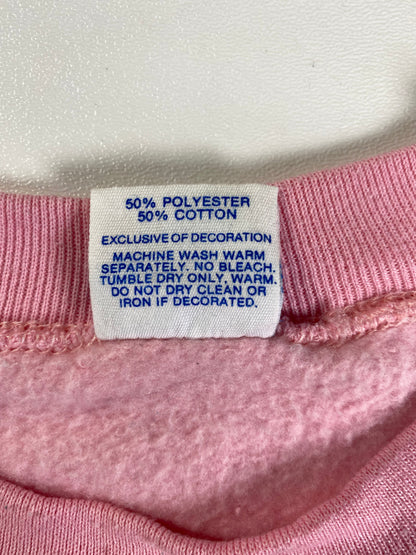 50% POLYESTER
50% COTTON
EXCLUSIVE OF DECORATION
MACHINE WASH WARM
SEPARATELY. NO BLEACH.
TUMBLE DRY ONLY, WARM.
DO NOT DRY CLEAN OR
IRON IF DECORATED.